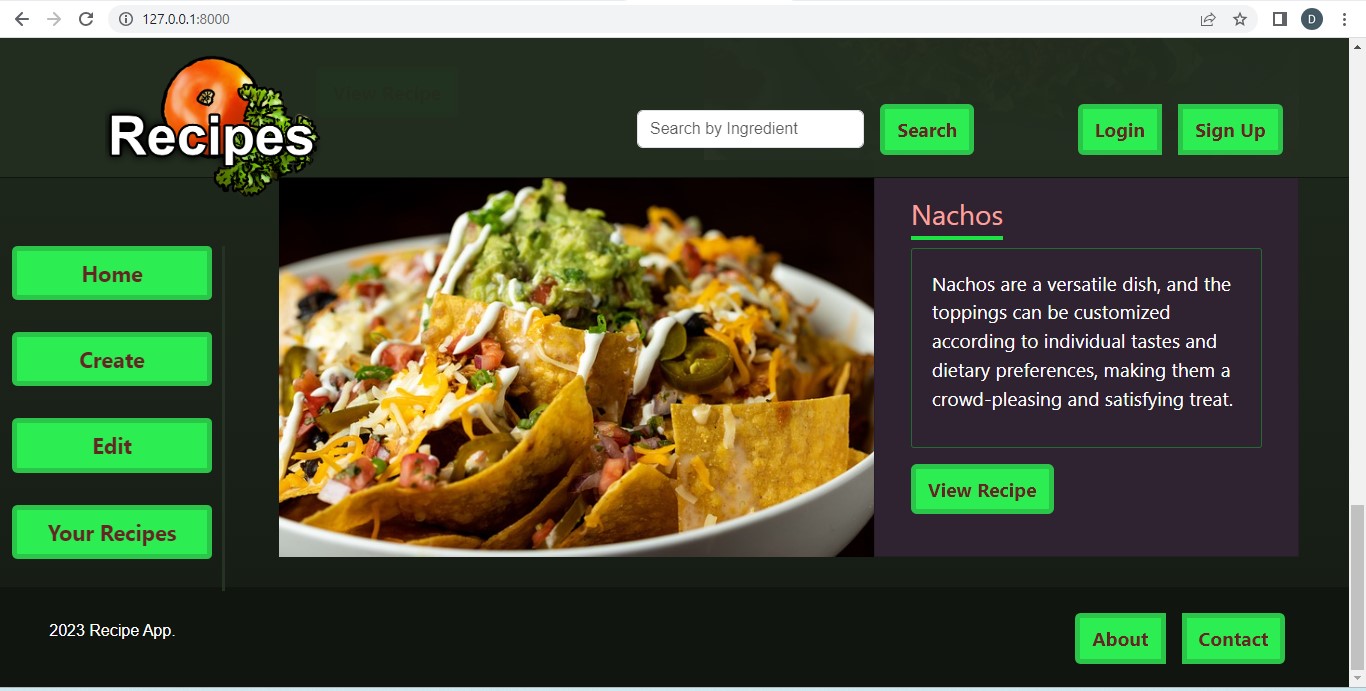 127.0.0.1:8000
D
View Recipe
Recipes
Search by Ingredient
Search
Login
Sign Up
Home
Create
Edit
Your Recipes
Nachos
Nachos are a versatile dish, and the
toppings can be customized
according to individual tastes and
dietary preferences, making them a
crowd-pleasing and satisfying treat.
View Recipe
2023 Recipe App.
About
Contact